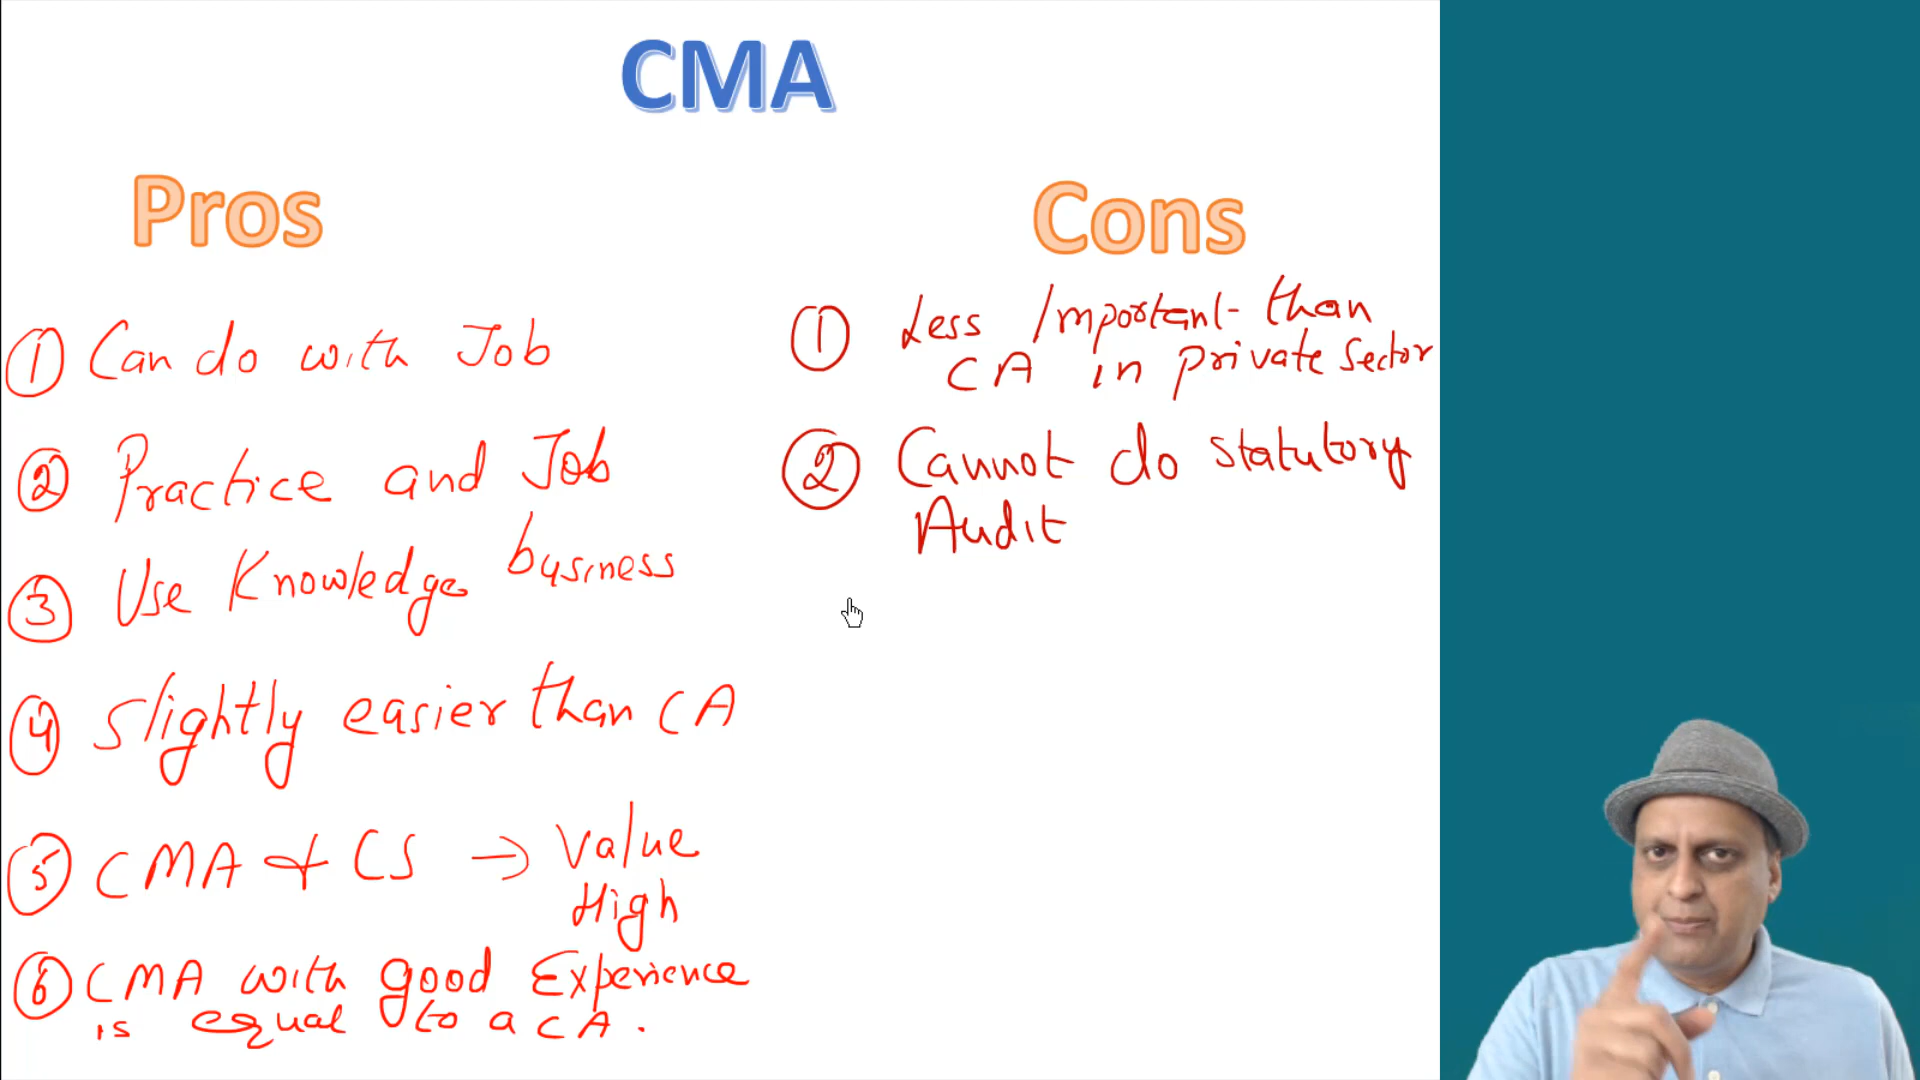 CMA
Pros
① Can do with Job
② Practice and Job
③ Use Knowledge business
④ Slightly easier than CA
⑤ CMA + CS → Value
High
⑥ CMA with good Experience
is equal to a CA.
Cons
① Less Important than
CA in private Sector
② Cannot do statutory
Audit